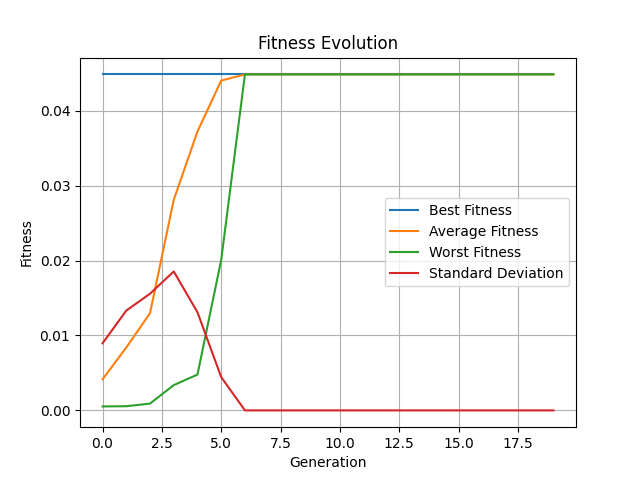 Fitness Evolution
Fitness
0.04
0.03
0.02
0.01
0.00
Best Fitness
Average Fitness
Worst Fitness
Standard Deviation
0.0 2.5 5.0 7.5 10.0 12.5 15.0 17.5
Generation